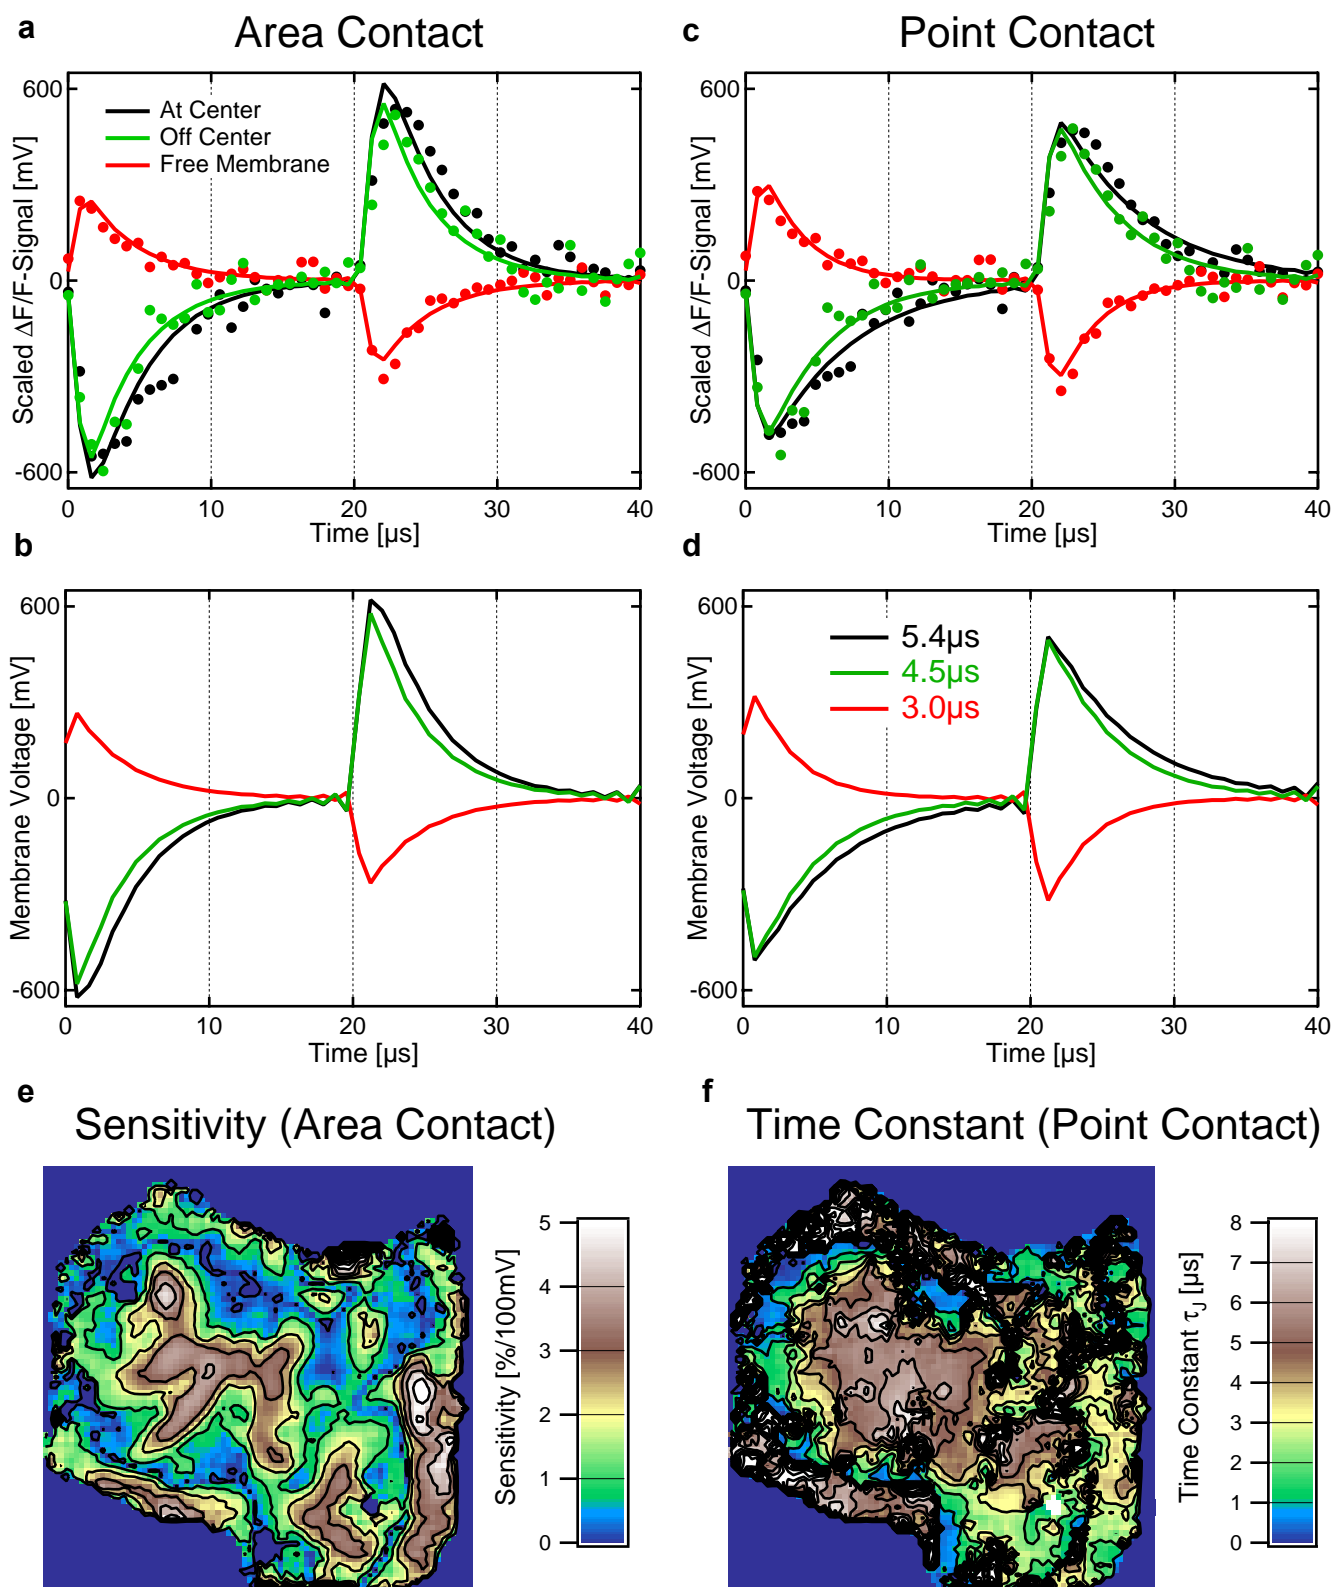 a
Area Contact
c
Point Contact
Scaled ΔF/F-Signal [mV]
600
0
-600
At Center
Off Center
Free Membrane
0 10 20 30 40
Time [µs]
Scaled ΔF/F-Signal [mV]
600
0
-600
0 10 20 30 40
Time [µs]
b
Membrane Voltage [mV]
600
0
-600
0 10 20 30 40
Time [µs]
d
Membrane Voltage [mV]
600
0
-600
5.4µs
4.5µs
3.0µs
0 10 20 30 40
Time [µs]
e
Sensitivity (Area Contact)
Sensitivity [%/100mV]
5
4
3
2
1
0
f
Time Constant (Point Contact)
Time Constant τJ [µs]
8
7
6
5
4
3
2
1
0